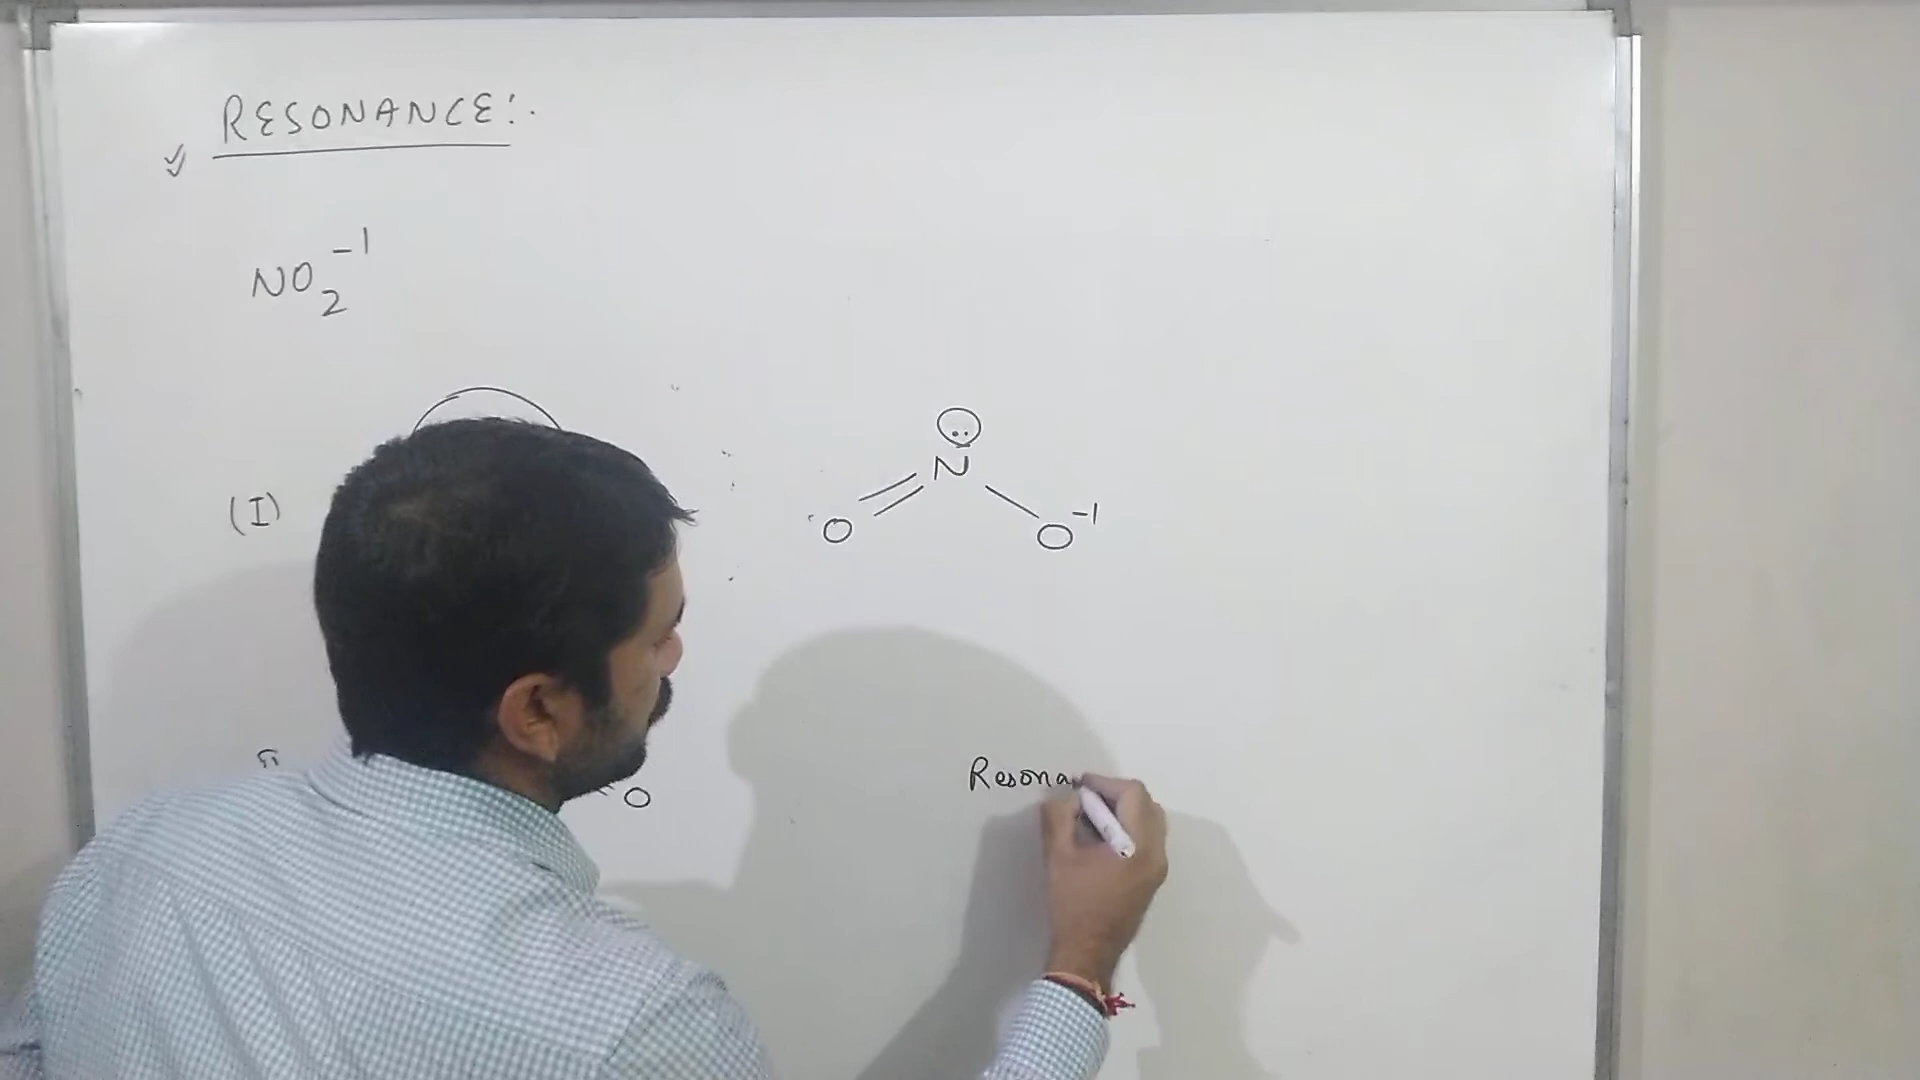 RESONANCE:.
NO2-1
N
(I)
O
O-1
O
Resona